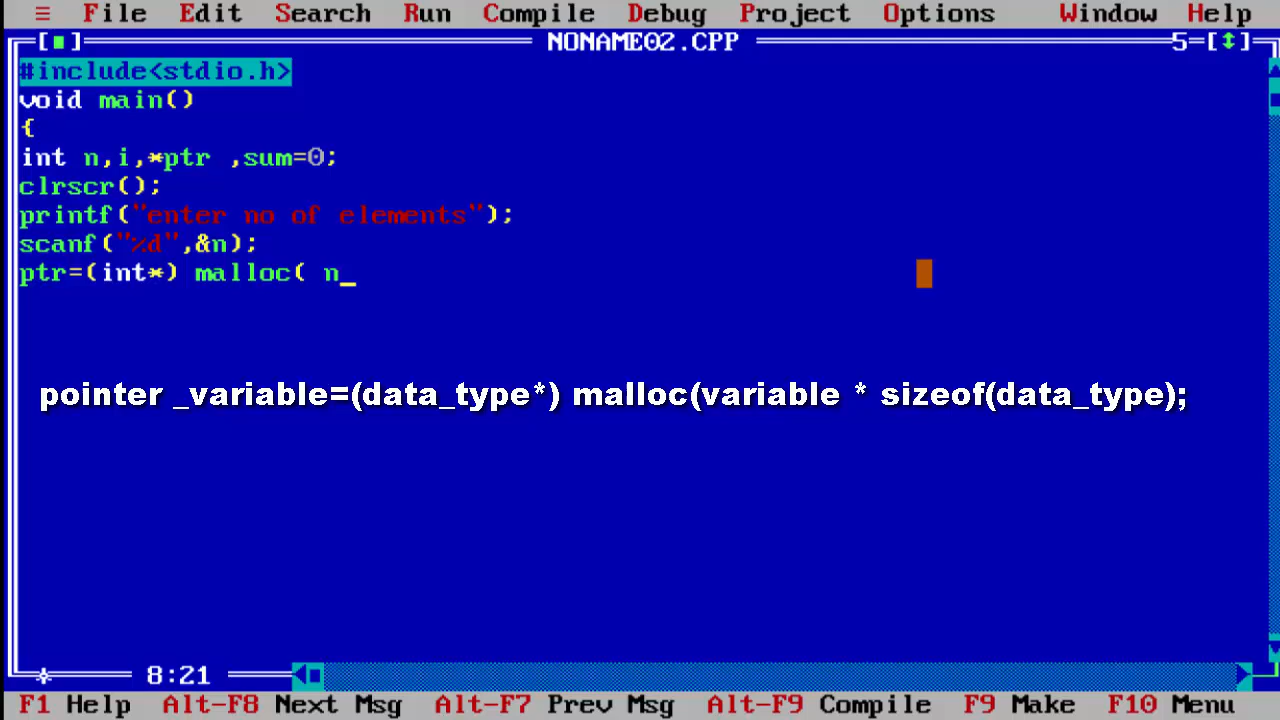 ≡ File Edit Search Run Compile Debug Project Options Window Help
[■] NONAME02.CPP 5=[↕]
#include<stdio.h>
void main()
{
int n,i,*ptr ,sum=0;
clrscr();
printf("enter no of elements");
scanf("%d",&n);
ptr=(int*) malloc( n_
pointer _variable=(data_type*) malloc(variable * sizeof(data_type);
8:21
F1 Help Alt-F8 Next Msg Alt-F7 Prev Msg Alt-F9 Compile F9 Make F10 Menu